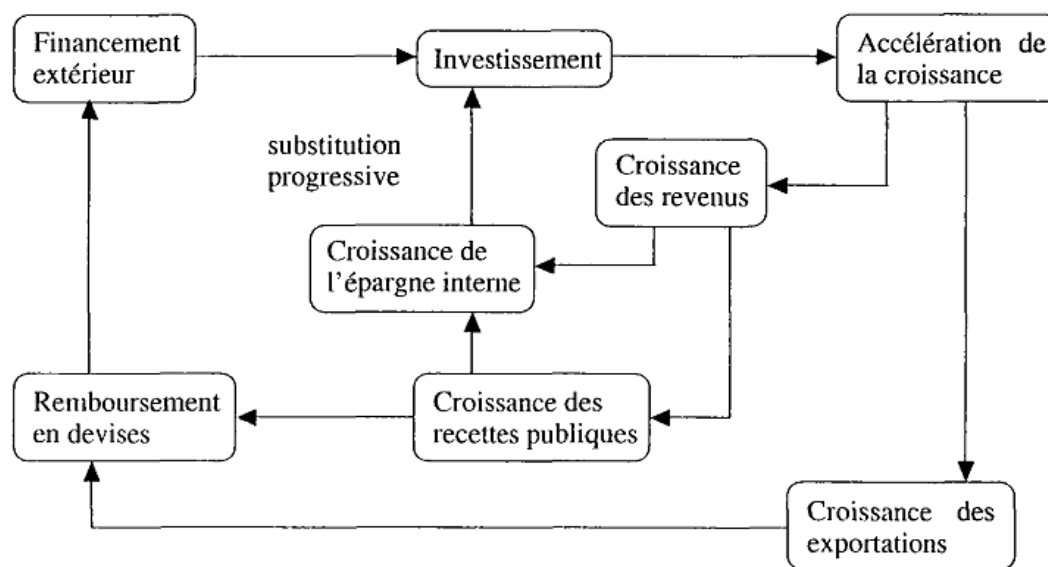 Financement
extérieur
Investissement
Accélération de
la croissance
substitution
progressive
Croissance
des revenus
Croissance de
l'épargne interne
Remboursement
en devises
Croissance des
recettes publiques
Croissance des
exportations